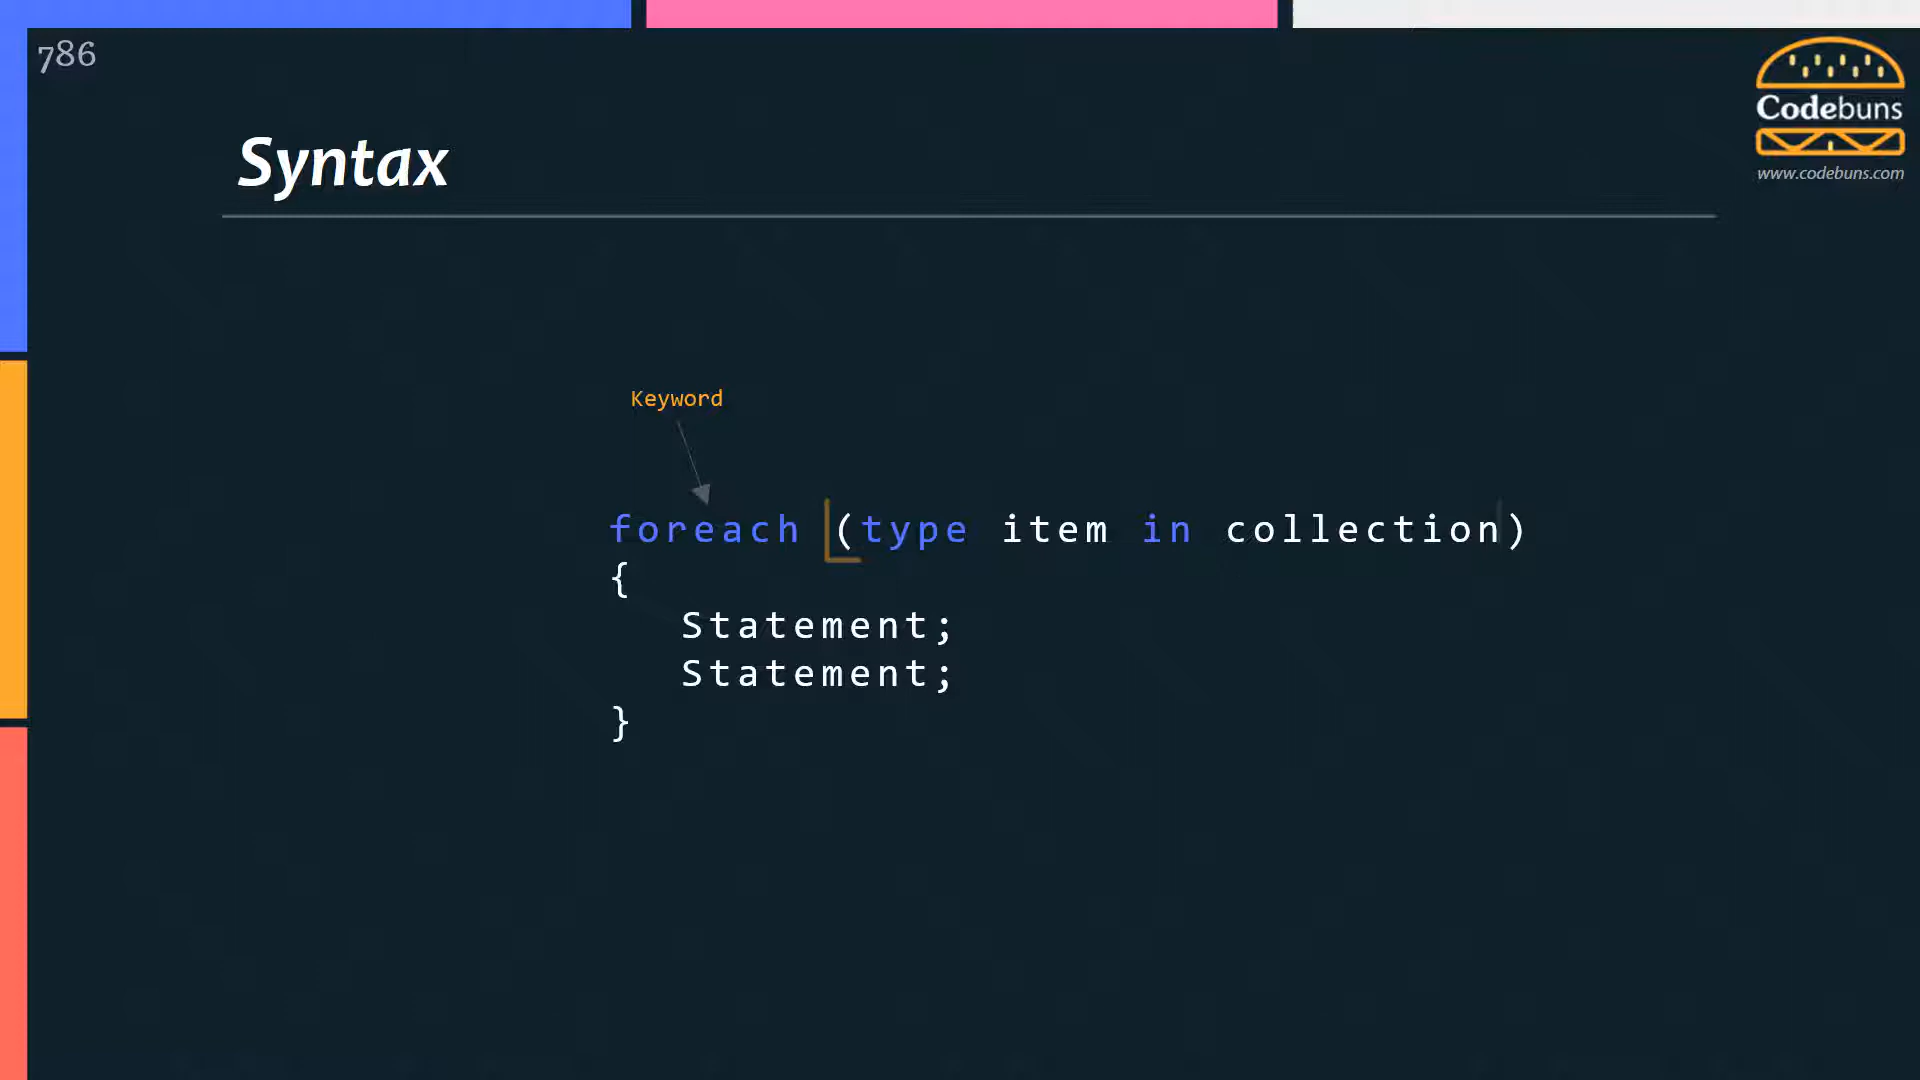 786
Codebuns
www.codebuns.com
Syntax
Keyword
foreach (type item in collection)
{
Statement;
Statement;
}